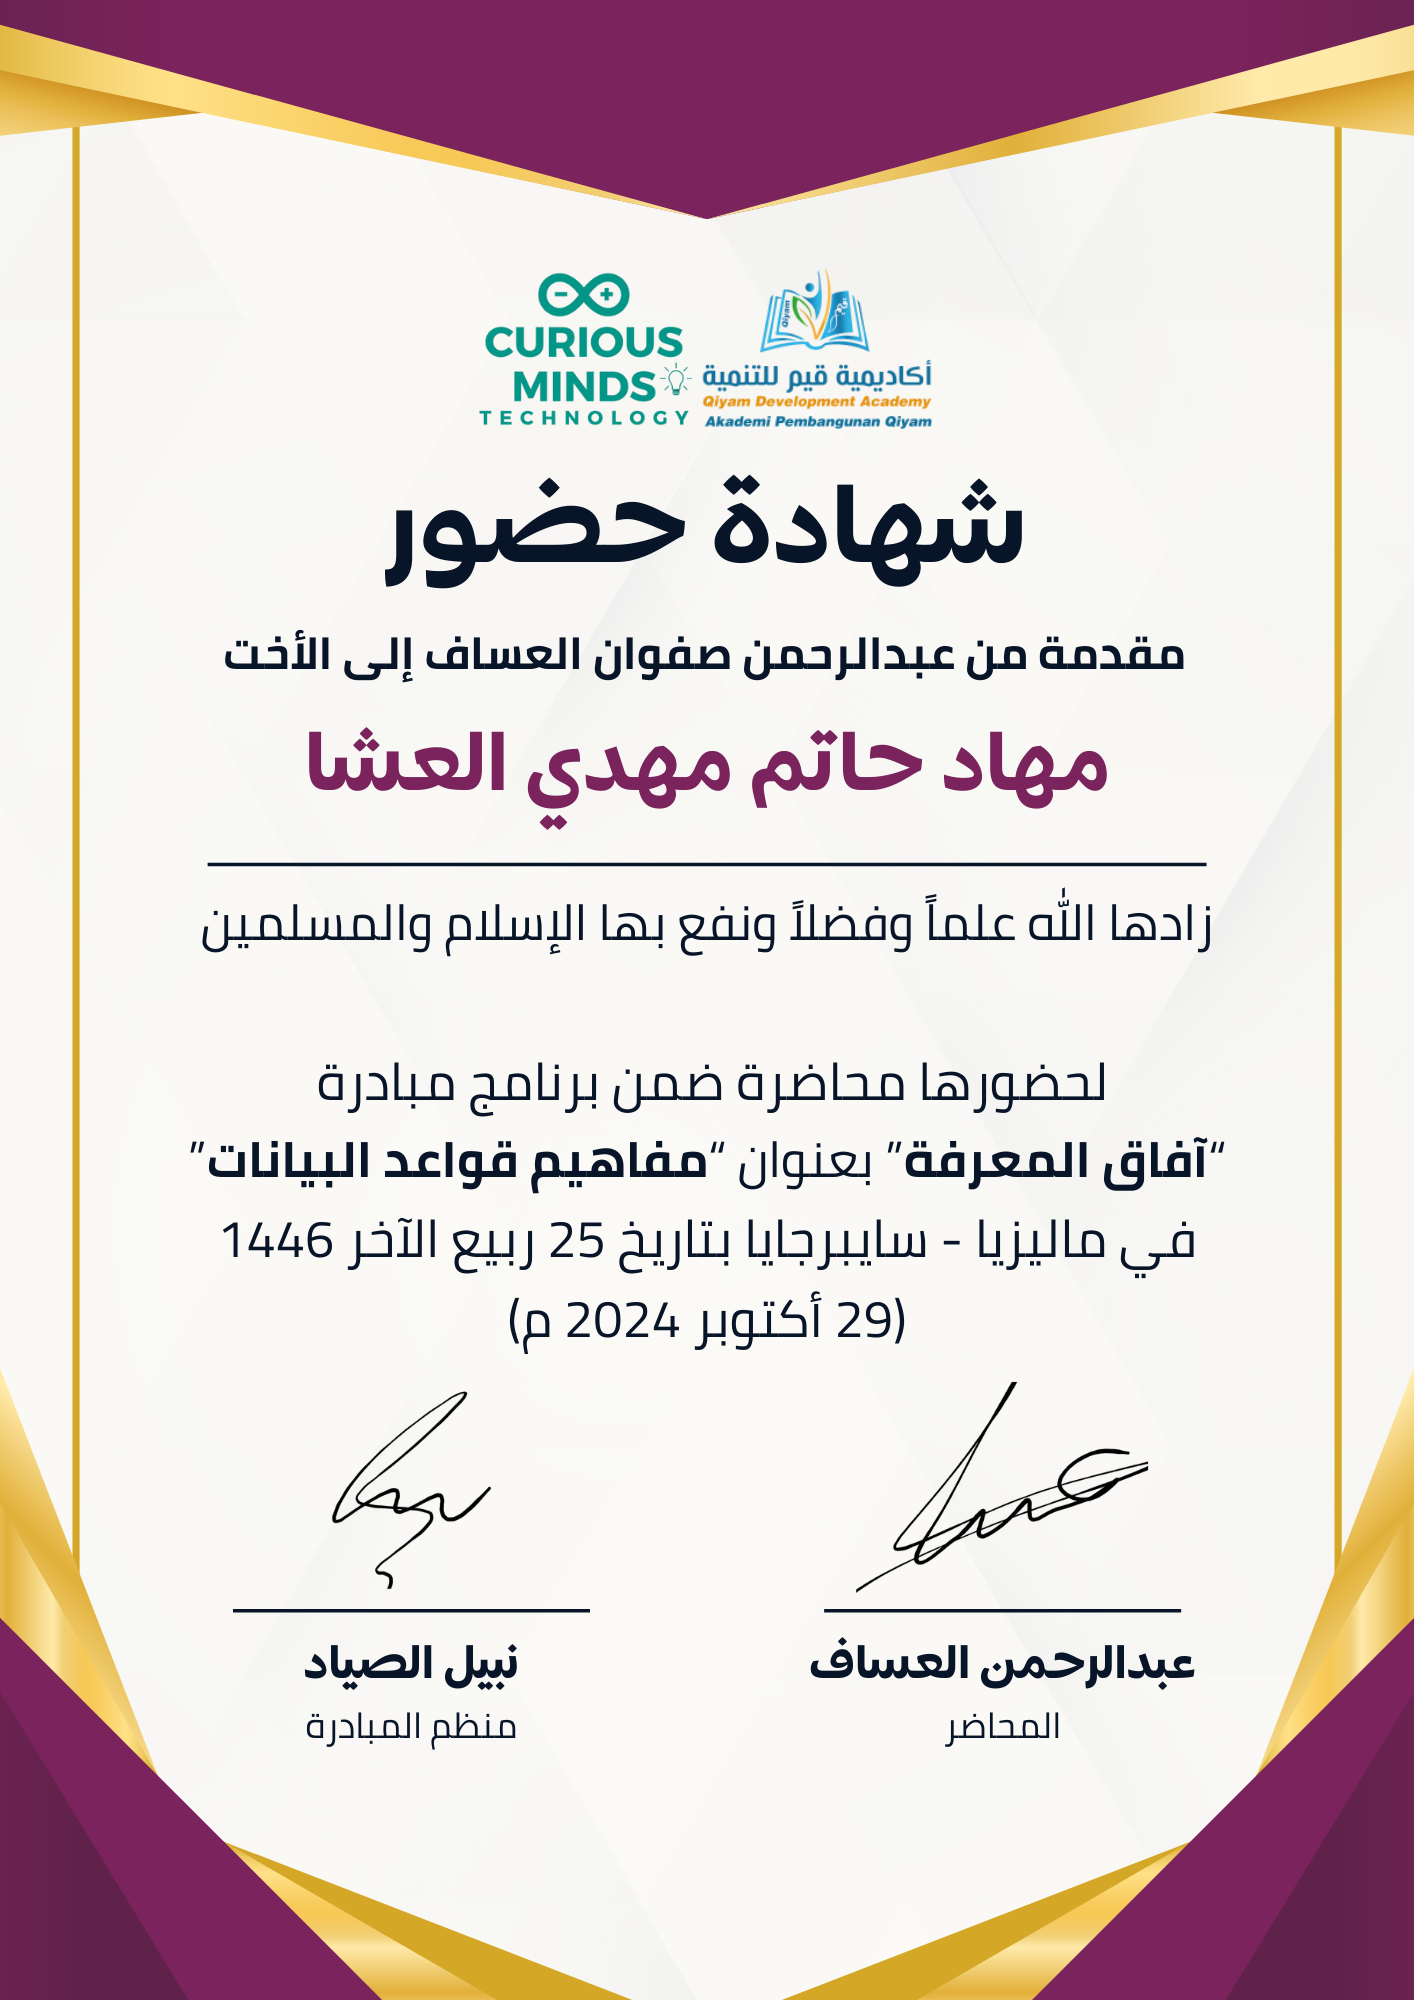 CURIOUS
MINDS
TECHNOLOGY
Qiyam
قيم
أكاديمية قيم للتنمية
Qiyam Development Academy
Akademi Pembangunan Qiyam
شهادة حضور
مقدمة من عبدالرحمن صفوان العساف إلى الأخت
مهاد حاتم مهدي العشا
زادها الله علماً وفضلاً ونفع بها الإسلام والمسلمين
لحضورها محاضرة ضمن برنامج مبادرة
“آفاق المعرفة” بعنوان “مفاهيم قواعد البيانات”
في ماليزيا - سايبرجايا بتاريخ 25 ربيع الآخر 1446
(29 أكتوبر 2024 م)
عبدالرحمن العساف
المحاضر
نبيل الصياد
منظم المبادرة